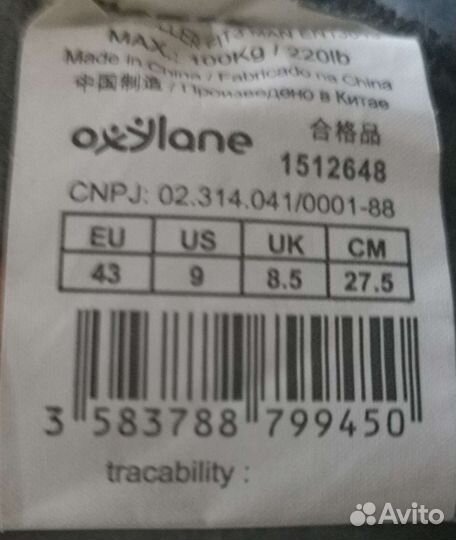 MAX.: 100Kg / 220lb
Made in China / Fabricado na China
中国制造 / Произведено в Китае
oxylane 合格品
1512648
CNPJ: 02.314.041/0001-88
EU US UK CM
43 9 8.5 27.5
3 583788 799450
tracability :
Avito